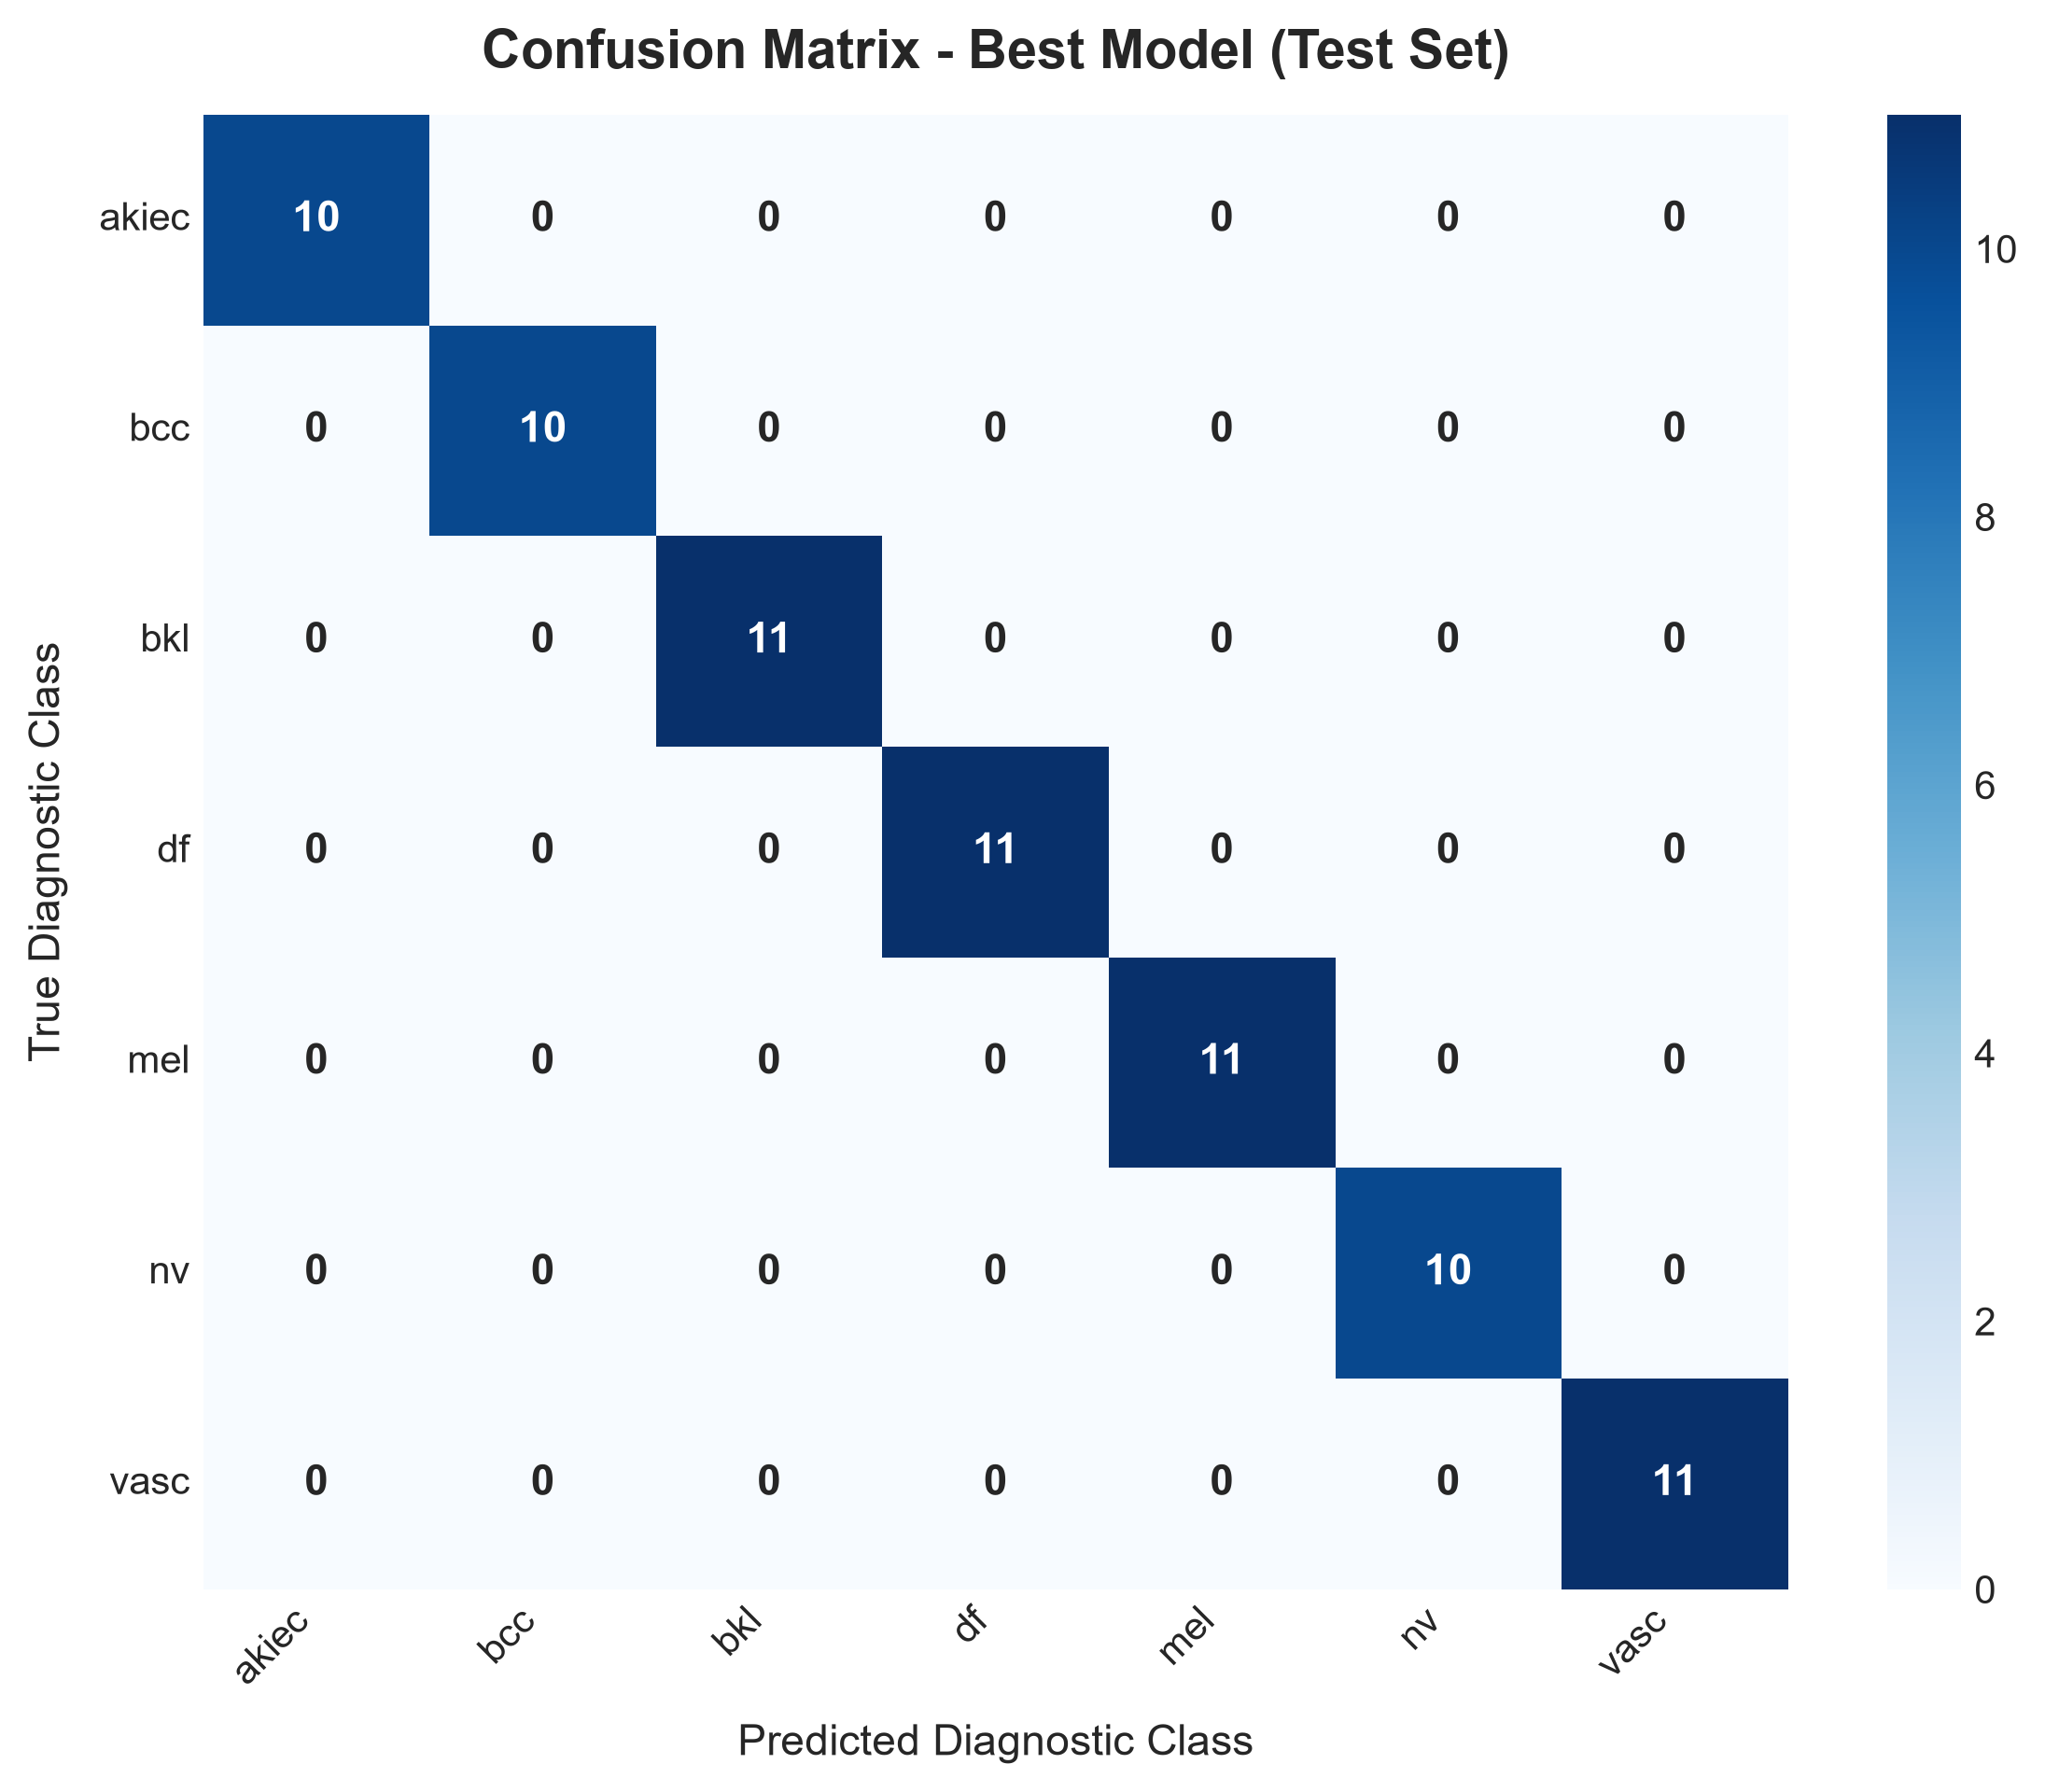 Confusion Matrix - Best Model (Test Set)
True Diagnostic Class
akiec 10 0 0 0 0 0 0
bcc 0 10 0 0 0 0 0
bkl 0 0 11 0 0 0 0
df 0 0 0 11 0 0 0
mel 0 0 0 0 11 0 0
nv 0 0 0 0 0 10 0
vasc 0 0 0 0 0 0 11
akiec bcc bkl df mel nv vasc
Predicted Diagnostic Class
10
8
6
4
2
0